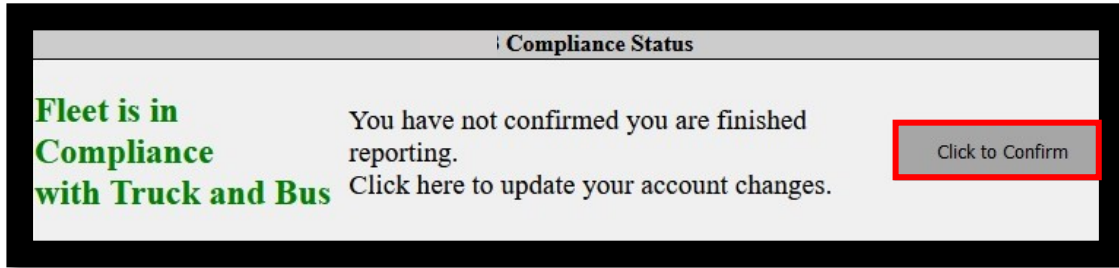 Compliance Status
Fleet is in
Compliance
with Truck and Bus
You have not confirmed you are finished
reporting.
Click here to update your account changes.
Click to Confirm